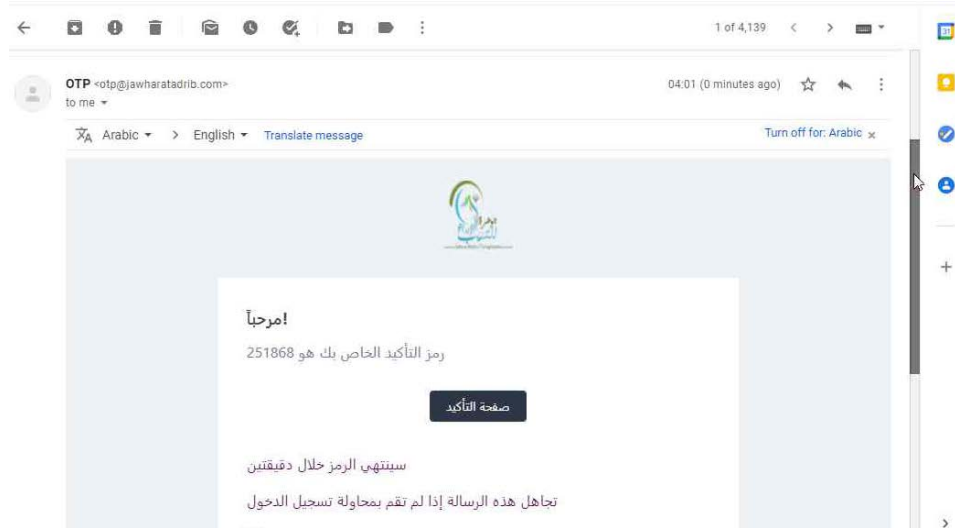 1 of 4,139
OTP <otp@jawharatadrib.com>
04:01 (0 minutes ago)
to me
Arabic > English Translate message
Turn off for: Arabic x
مرحباً!
رمز التأكيد الخاص بك هو 251868
صفحة التأكيد
سينتهي الرمز خلال دقيقتين
تجاهل هذه الرسالة إذا لم تقم بمحاولة تسجيل الدخول